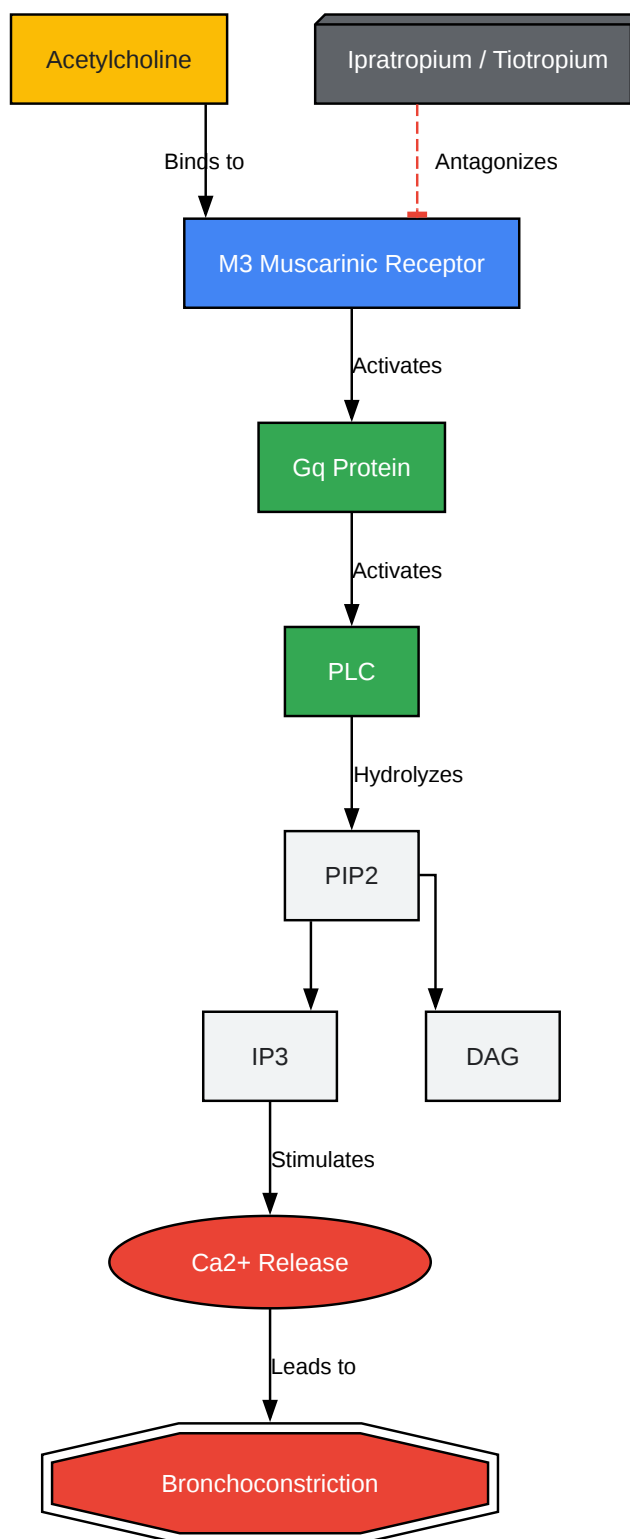 Acetylcholine
Ipratropium / Tiotropium
Binds to
Antagonizes
M3 Muscarinic Receptor
Activates
Gq Protein
Activates
PLC
Hydrolyzes
PIP2
IP3
DAG
Stimulates
Ca2+ Release
Leads to
Bronchoconstriction